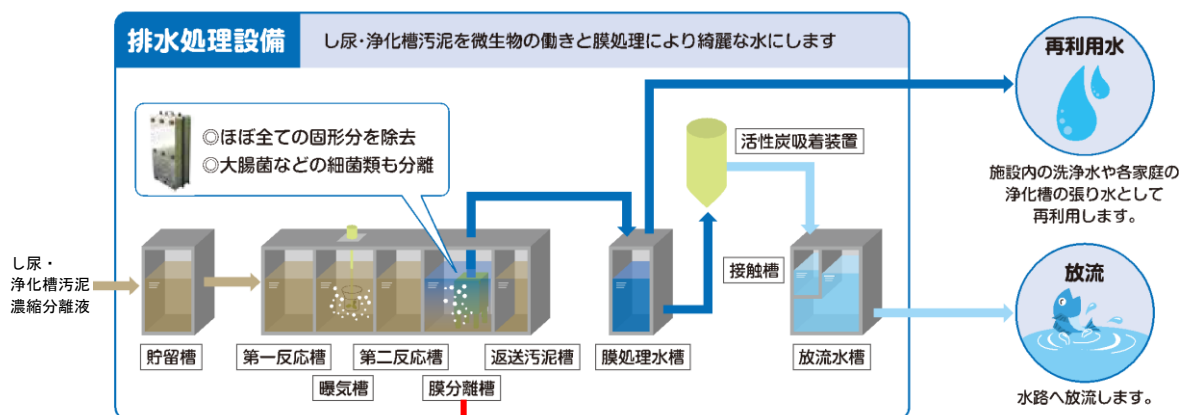 排水処理設備
し尿・浄化槽汚泥を微生物の働きと膜処理により綺麗な水にします
◎ほぼ全ての固形分を除去
◎大腸菌などの細菌類も分離
し尿・
浄化槽汚泥
濃縮分離液
貯留槽
第一反応槽
曝気槽
第二反応槽
膜分離槽
返送汚泥槽
膜処理水槽
活性炭吸着装置
接触槽
放流水槽
再利用水
施設内の洗浄水や各家庭の
浄化槽の張り水として
再利用します。
放流
水路へ放流します。